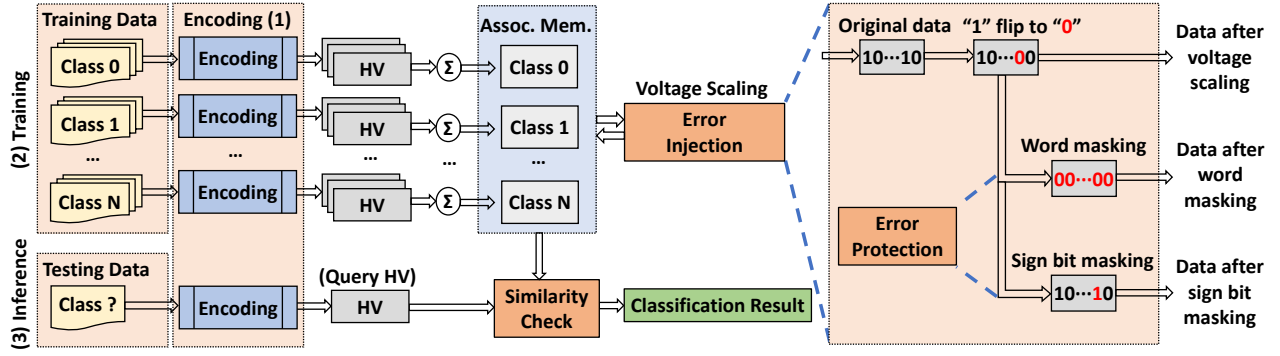 Training Data
Encoding (1)
Assoc. Mem.
Original data
“1” flip to “0”
Data after
voltage
scaling
Class 0
Encoding
HV
Σ
Class 0
10···10
10···00
Voltage Scaling
Error
Injection
(2) Training
Class 1
Encoding
HV
Σ
Class 1
...
...
...
...
...
Word masking
00···00
Data after
word
masking
Class N
Encoding
HV
Σ
Class N
Error
Protection
(3) Inference
Testing Data
Class ?
Encoding
(Query HV)
HV
Similarity
Check
Classification Result
Sign bit masking
10···10
Data after
sign bit
masking